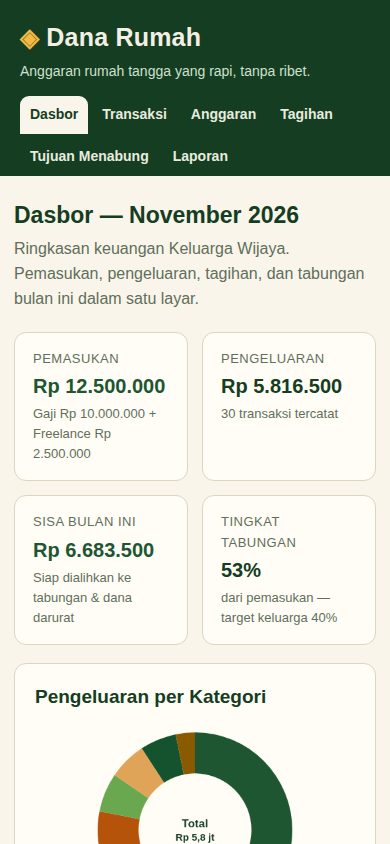 Dana Rumah
Anggaran rumah tangga yang rapi, tanpa ribet.
Dasbor Transaksi Anggaran Tagihan
Tujuan Menabung Laporan
Dasbor — November 2026
Ringkasan keuangan Keluarga Wijaya.
Pemasukan, pengeluaran, tagihan, dan tabungan
bulan ini dalam satu layar.
PEMASUKAN
Rp 12.500.000
Gaji Rp 10.000.000 +
Freelance Rp
2.500.000
PENGELUARAN
Rp 5.816.500
30 transaksi tercatat
SISA BULAN INI
Rp 6.683.500
Siap dialihkan ke
tabungan & dana
darurat
TINGKAT
TABUNGAN
53%
dari pemasukan —
target keluarga 40%
Pengeluaran per Kategori
Total
Rp 5,8 jt